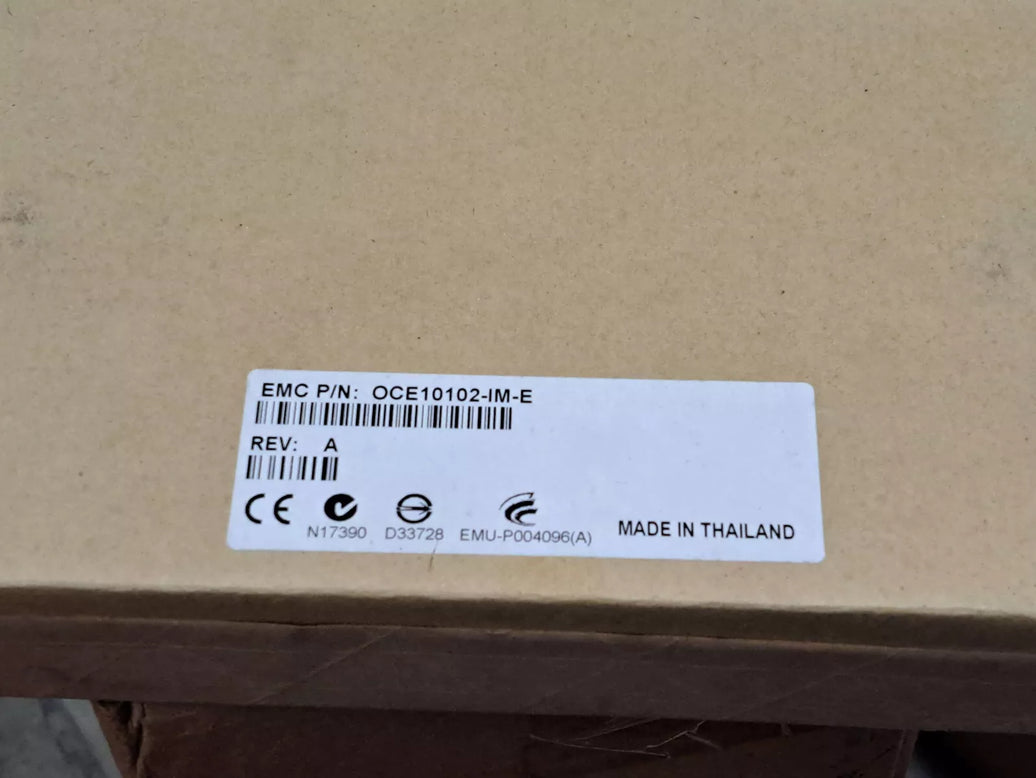 EMC P/N: OCE10102-IM-E
REV: A
CE
N17390 D33728 EMU-P004096(A) MADE IN THAILAND